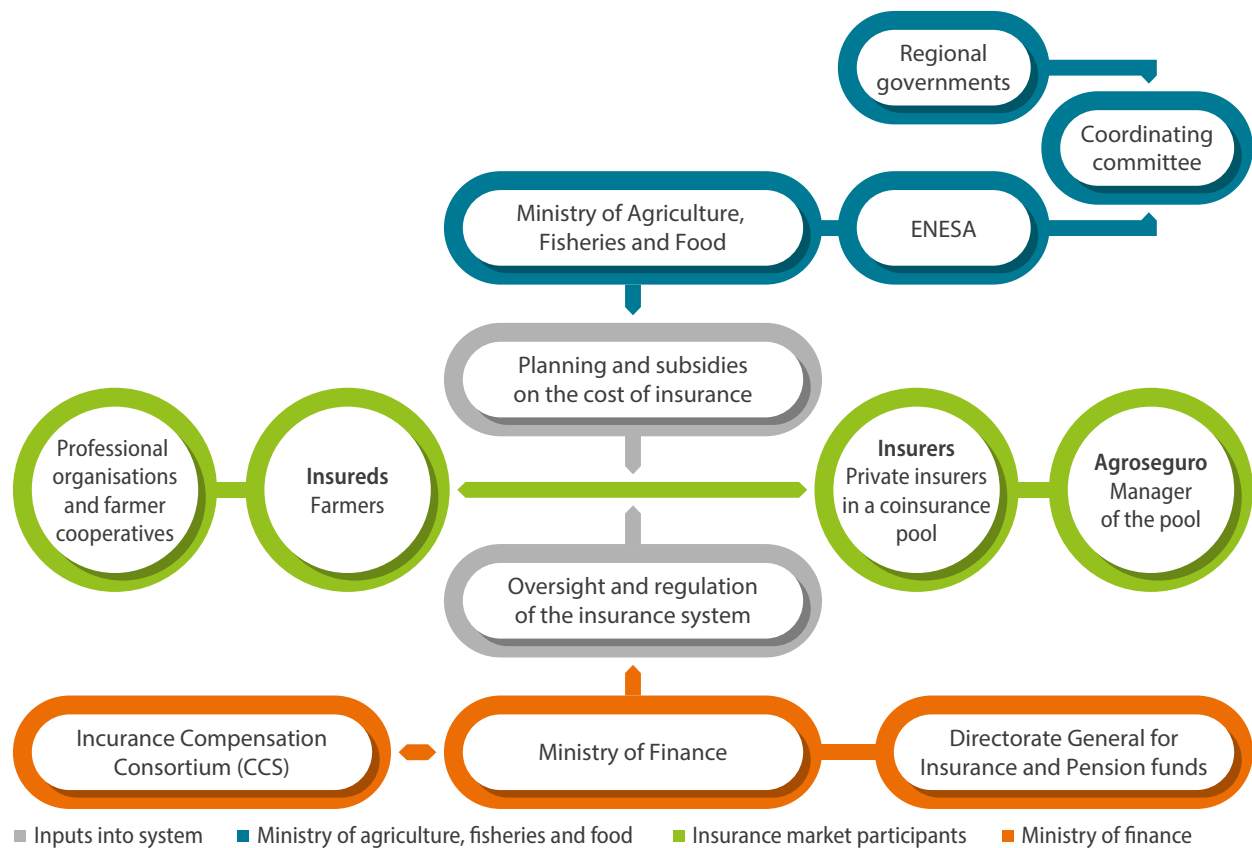 Regional
governments
Coordinating
committee
Ministry of Agriculture,
Fisheries and Food
ENESA
Planning and subsidies
on the cost of insurance
Professional
organisations
and farmer
cooperatives
Insureds
Farmers
Insurers
Private insurers
in a coinsurance
pool
Agroseguro
Manager
of the pool
Oversight and regulation
of the insurance system
Incurance Compensation
Consortium (CCS)
Ministry of Finance
Directorate General for
Insurance and Pension funds
Inputs into system
Ministry of agriculture, fisheries and food
Insurance market participants
Ministry of finance